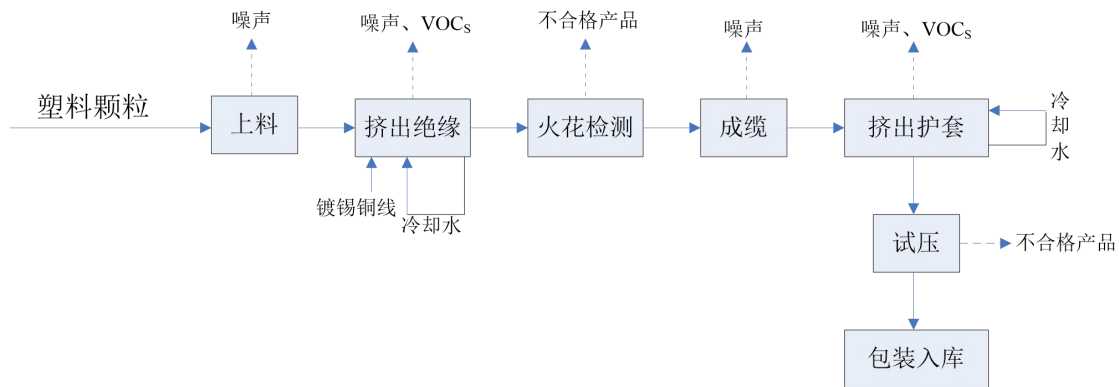 噪声
噪声、VOCs
不合格产品
噪声
噪声、VOCs
塑料颗粒
上料
挤出绝缘
火花检测
成缆
挤出护套
冷却水
镀锡铜线
冷却水
试压
不合格产品
包装入库